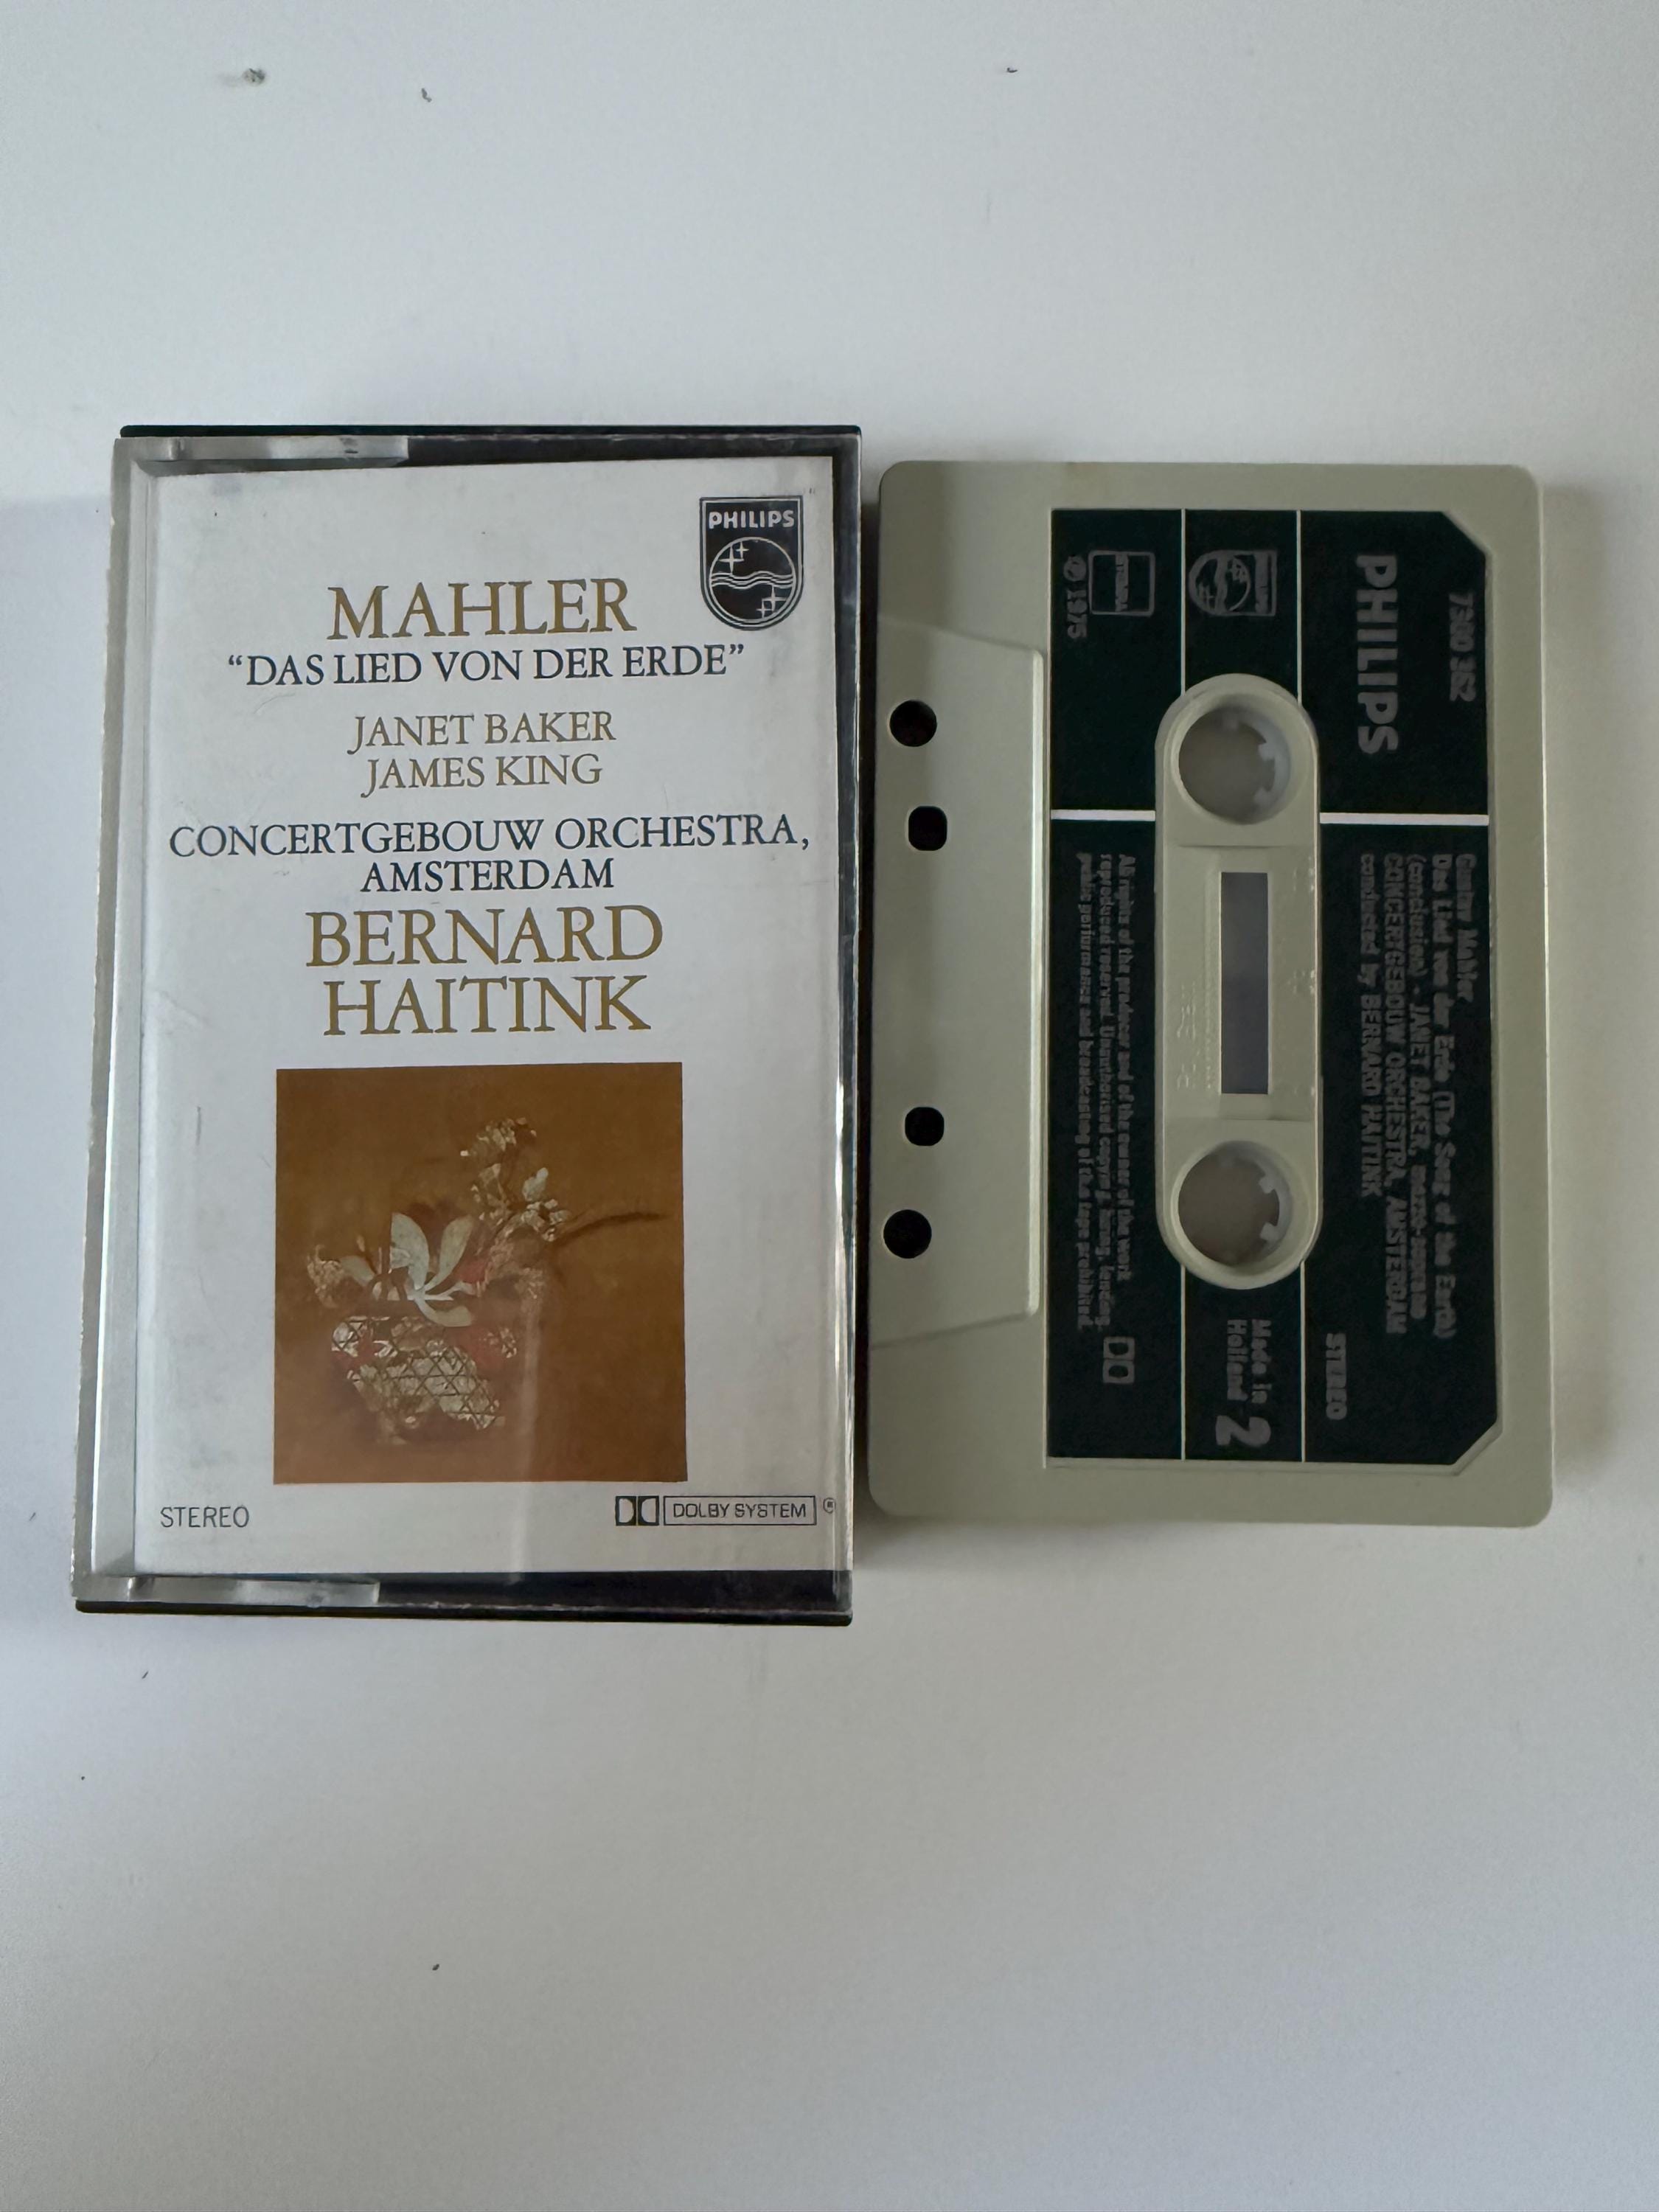 PHILIPS
MAHLER
“DAS LIED VON DER ERDE”
JANET BAKER
JAMES KING
CONCERTGEBOUW ORCHESTRA,
AMSTERDAM
BERNARD
HAITINK
STEREO
DOLBY SYSTEM ®
7300 362
PHILIPS
PHILIPS
STEMRA
℗ 1975
Gustav Mahler
Das Lied von der Erde (The Song of the Earth)
(conclusion) - JANET BAKER, mezzo-soprano
CONCERTGEBOUW ORCHESTRA, AMSTERDAM
conducted by BERNARD HAITINK
STEREO
Made in
Holland
2
All rights of the producer and of the owner of the work
reproduced reserved. Unauthorised copying, hiring, lending,
public performance and broadcasting of this tape prohibited.